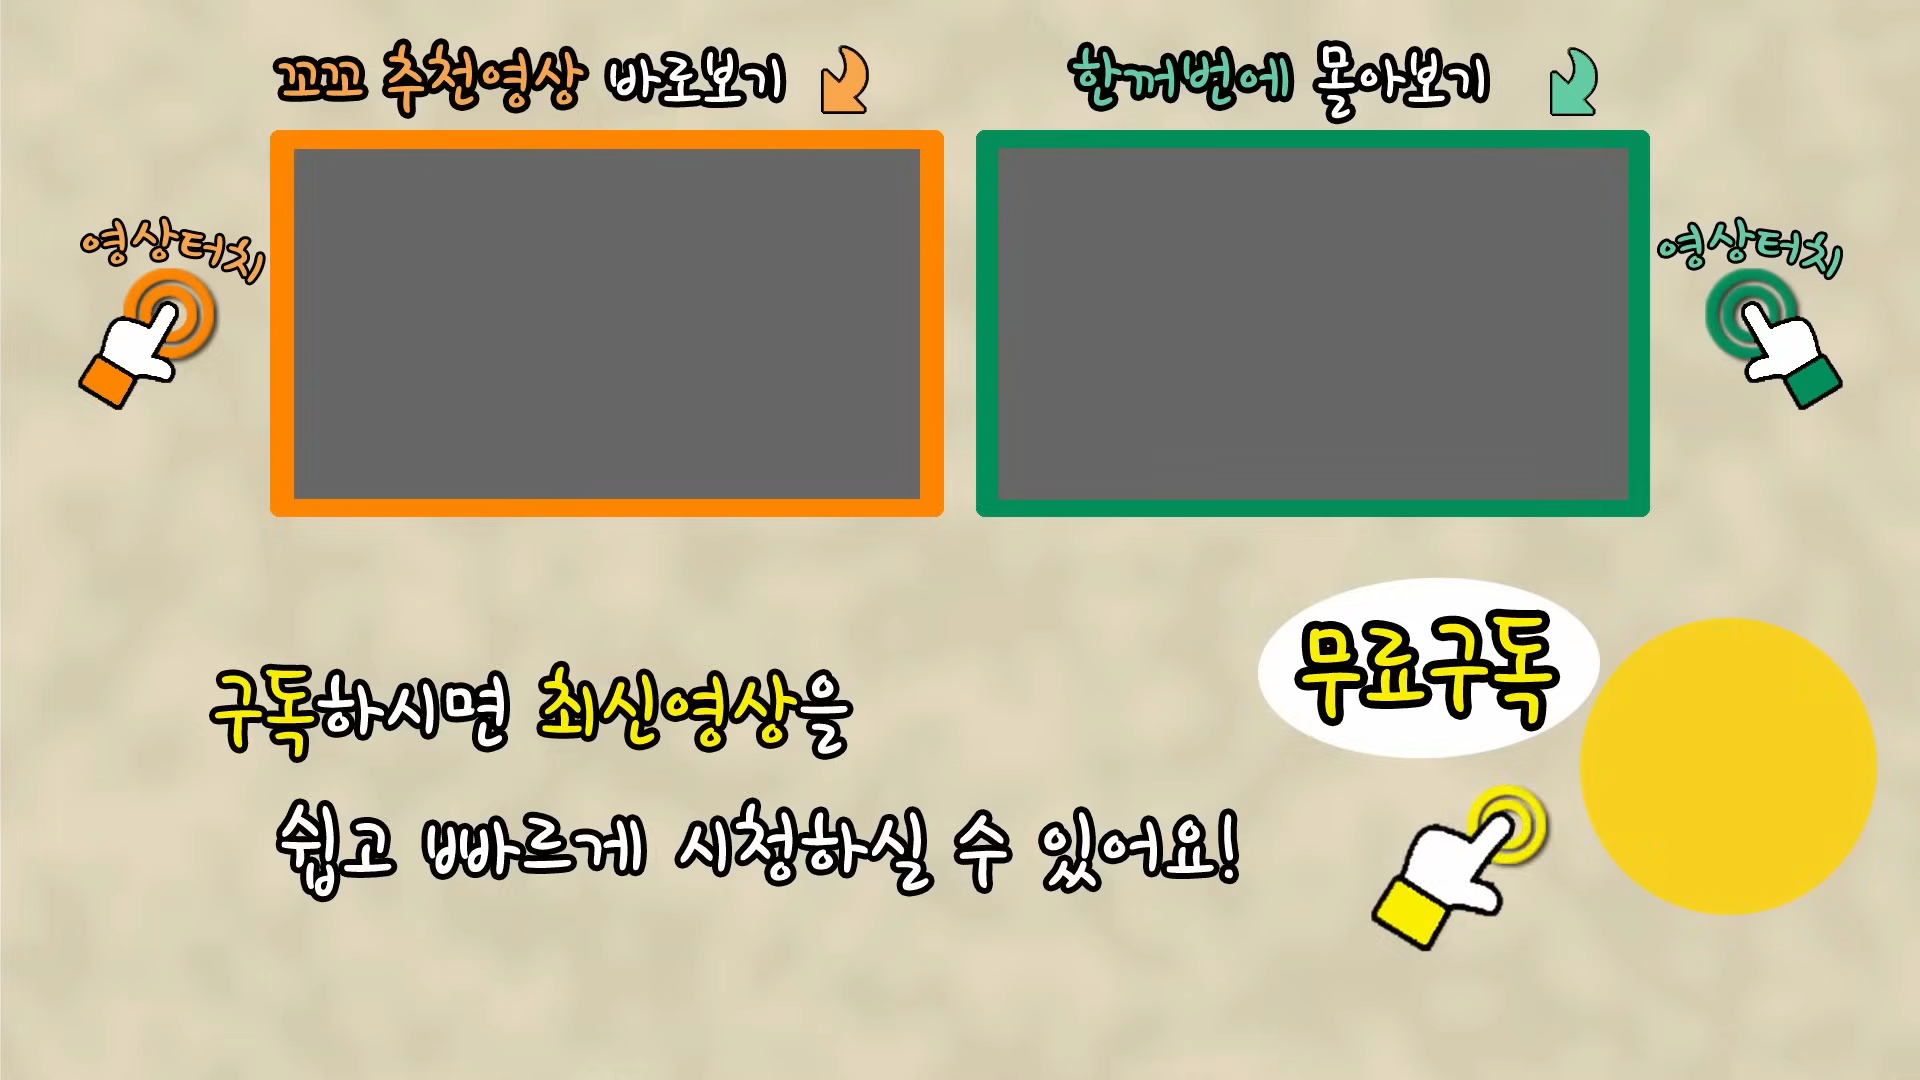 꼬꼬 추천영상 바로보기
한꺼번에 몰아보기
영상터치
영상터치
무료구독
구독하시면 최신영상을
쉽고 빠르게 시청하실 수 있어요!